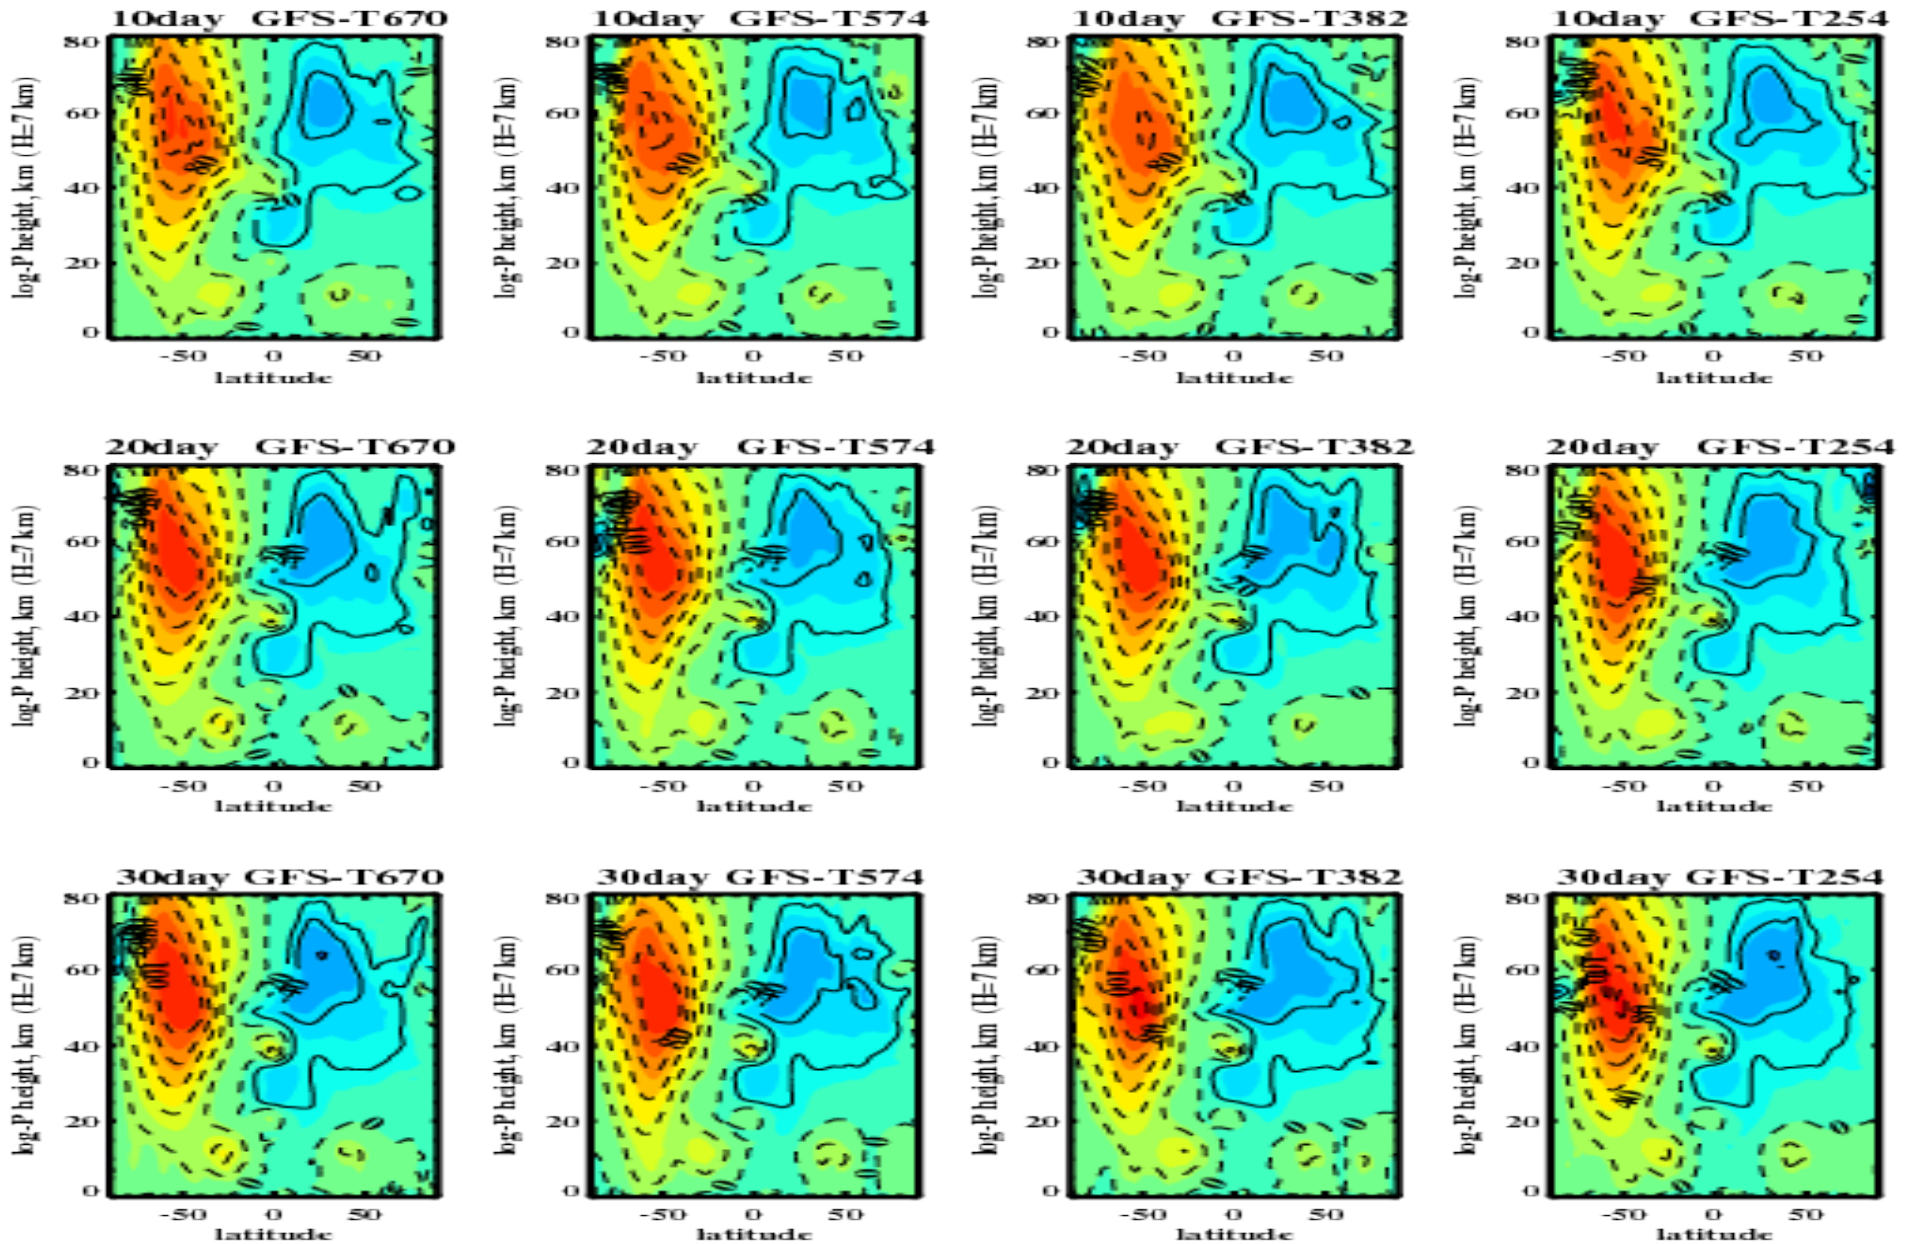 10day GFS-T670 10day GFS-T574 10day GFS-T382 10day GFS-T254
log-P height, km (H=7 km) log-P height, km (H=7 km) log-P height, km (H=7 km) log-P height, km (H=7 km)
80 80 80 80
60 60 60 60
40 40 40 40
20 20 20 20
0 0 0 0
-50 0 50 -50 0 50 -50 0 50 -50 0 50
latitude latitude latitude latitude
20day GFS-T670 20day GFS-T574 20day GFS-T382 20day GFS-T254
log-P height, km (H=7 km) log-P height, km (H=7 km) log-P height, km (H=7 km) log-P height, km (H=7 km)
80 80 80 80
60 60 60 60
40 40 40 40
20 20 20 20
0 0 0 0
-50 0 50 -50 0 50 -50 0 50 -50 0 50
latitude latitude latitude latitude
30day GFS-T670 30day GFS-T574 30day GFS-T382 30day GFS-T254
log-P height, km (H=7 km) log-P height, km (H=7 km) log-P height, km (H=7 km) log-P height, km (H=7 km)
80 80 80 80
60 60 60 60
40 40 40 40
20 20 20 20
0 0 0 0
-50 0 50 -50 0 50 -50 0 50 -50 0 50
latitude latitude latitude latitude